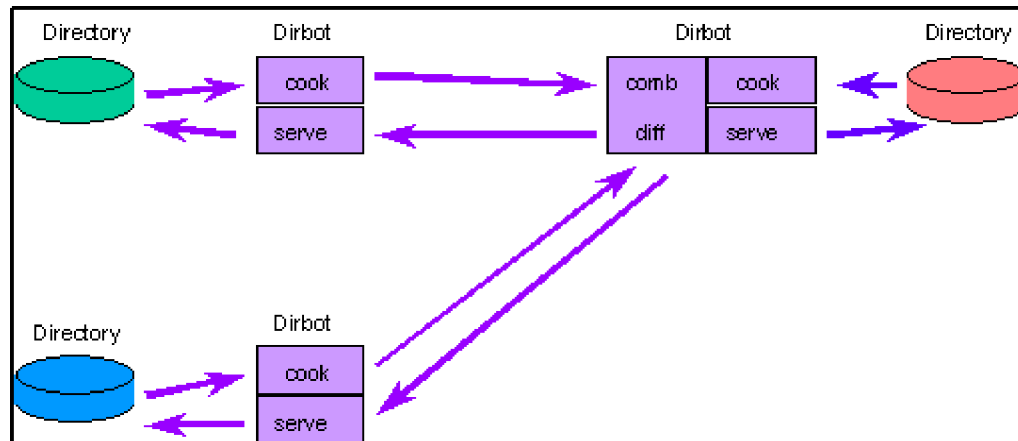 Directory Dirbot Dirbot Directory
cook comb cook
serve diff serve
Directory Dirbot
cook
serve